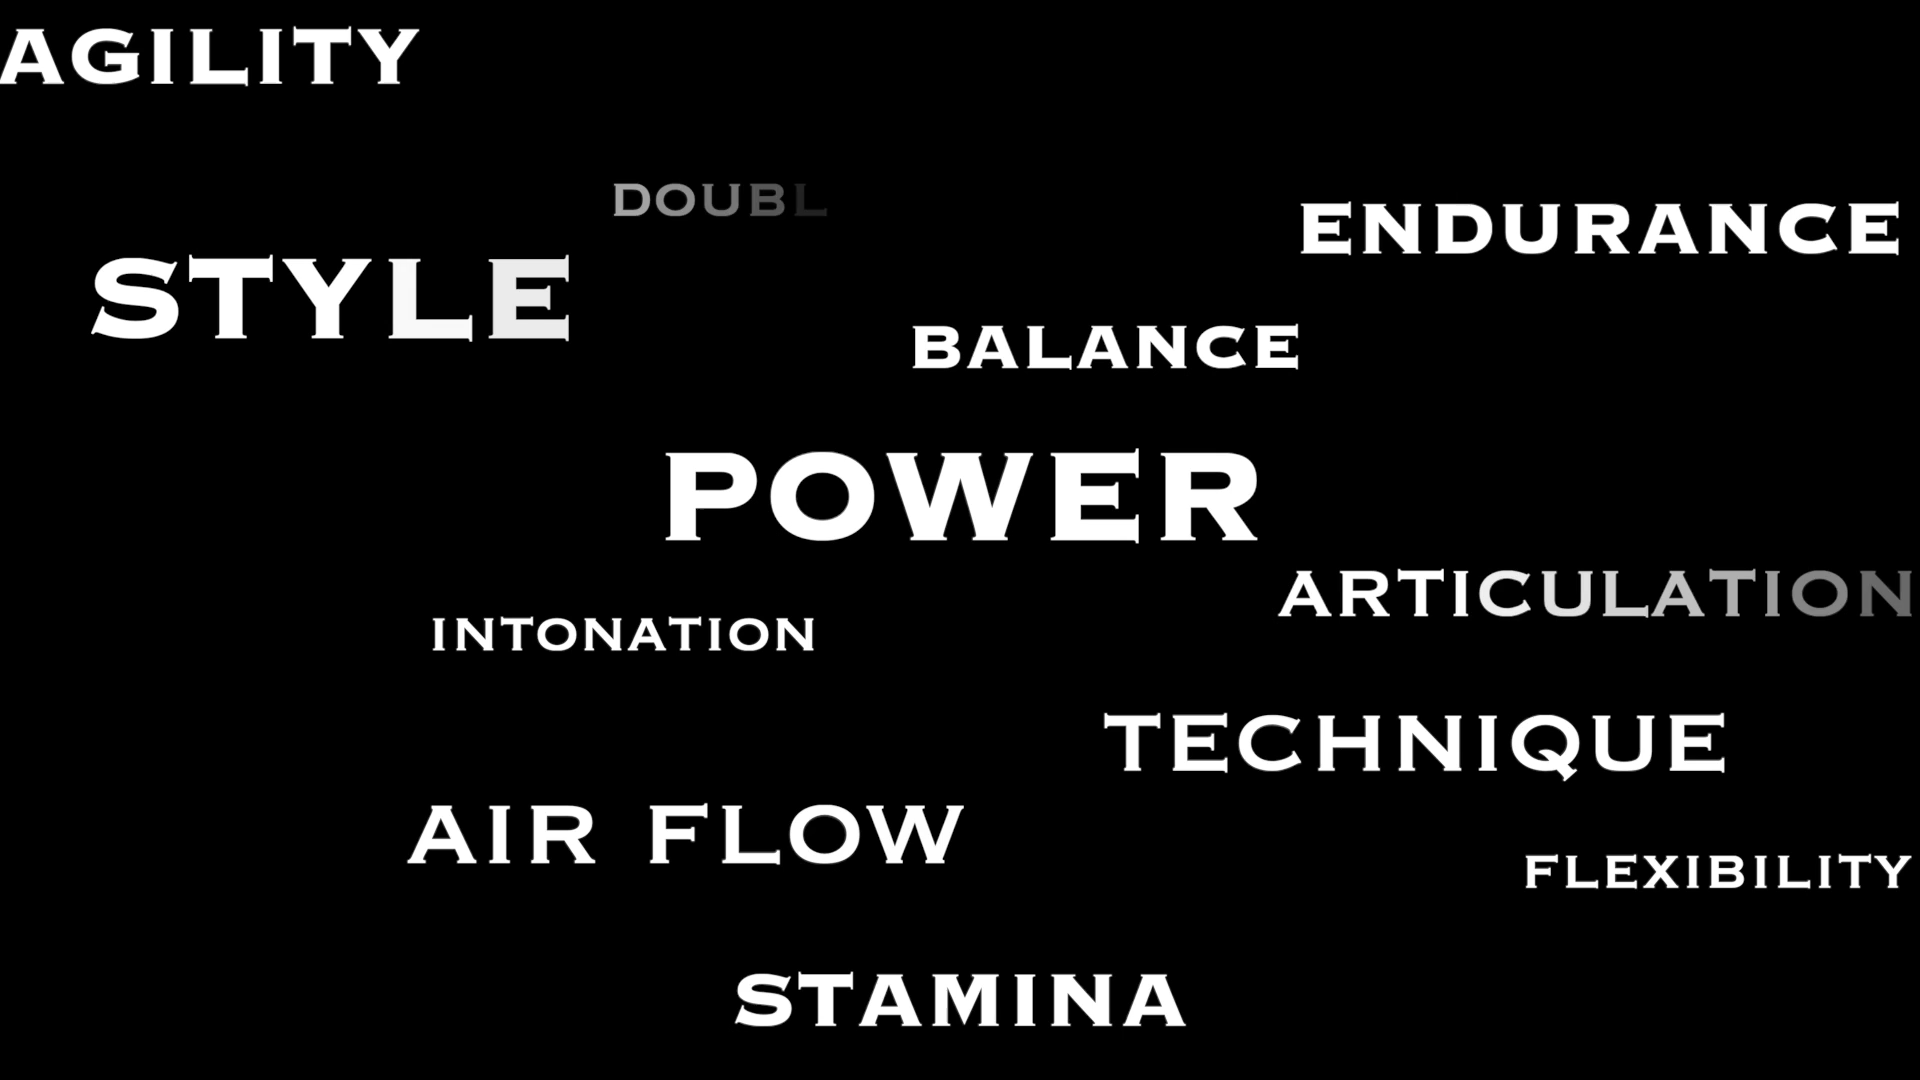 AGILITY
DOUBL
ENDURANCE
STYLE
BALANCE
POWER
ARTICULATION
INTONATION
TECHNIQUE
AIR FLOW
FLEXIBILITY
STAMINA